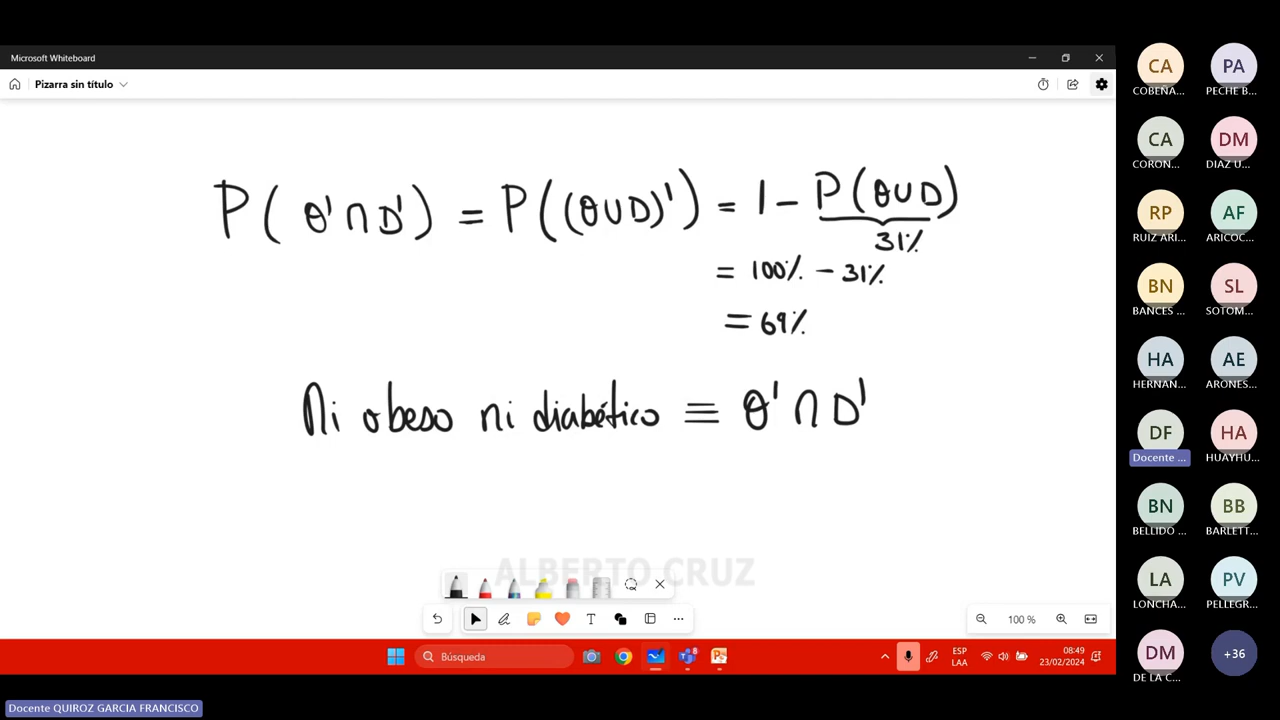 Microsoft Whiteboard
Pizarra sin título
P(θ'∩D') = P((θ∪D)') = 1 - P(θ∪D)
31%
= 100% - 31%
= 69%
Ni obeso ni diabético ≡ θ'∩D'
ALBERTO CRUZ
T
100 %
Búsqueda
8
ESP
LAA
08:49
23/02/2024
CA PA
COBEÑA... PECHE B...
CA DM
CORON... DIAZ U...
RP AF
RUIZ ARI... ARICOC...
BN SL
BANCES ... SOTOM...
HA AE
HERNAN... ARONES...
DF HA
Docente ... HUAYHU...
BN BB
BELLIDO ... BARLETT...
LA PV
LONCHA... PELLEGR...
DM +36
DE LA C...
Docente QUIROZ GARCIA FRANCISCO